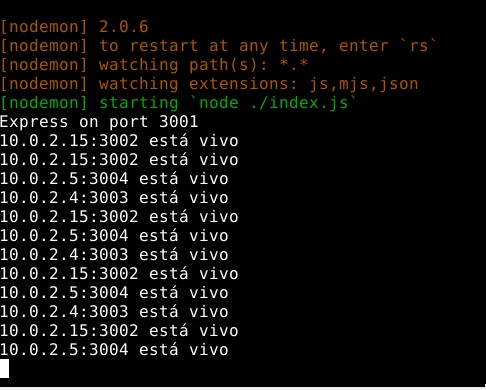 [nodemon] 2.0.6
[nodemon] to restart at any time, enter `rs`
[nodemon] watching path(s): *.*
[nodemon] watching extensions: js,mjs,json
[nodemon] starting `node ./index.js`
Express on port 3001
10.0.2.15:3002 está vivo
10.0.2.15:3002 está vivo
10.0.2.5:3004 está vivo
10.0.2.4:3003 está vivo
10.0.2.15:3002 está vivo
10.0.2.5:3004 está vivo
10.0.2.4:3003 está vivo
10.0.2.15:3002 está vivo
10.0.2.5:3004 está vivo
10.0.2.4:3003 está vivo
10.0.2.15:3002 está vivo
10.0.2.5:3004 está vivo